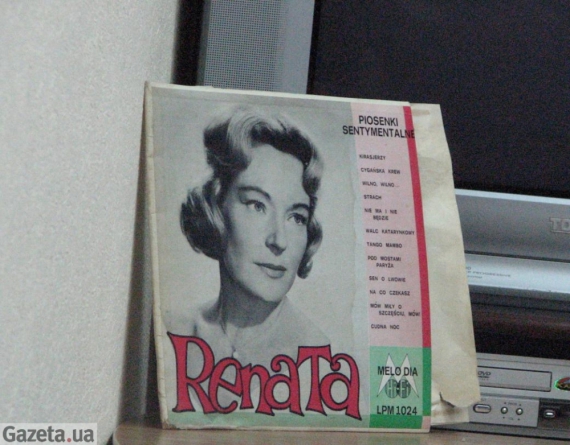 PIOSENKI
SENTYMENTALNE
KIRASJERZY
CYGAŃSKA KREW
WILNO, WILNO...
STRACH
NIE MA I NIE
BĘDZIE
WALC KATARYNKOWY
TANGO MAMBO
POD MOSTAMI
PARYŻA
SEN O LWOWIE
NA CO CZEKASZ
MÓW MIŁY O
SZCZĘŚCIU, MÓW!
CUDNA NOC
RenaTa
MELODIA
LPM 1024
Gazeta.ua